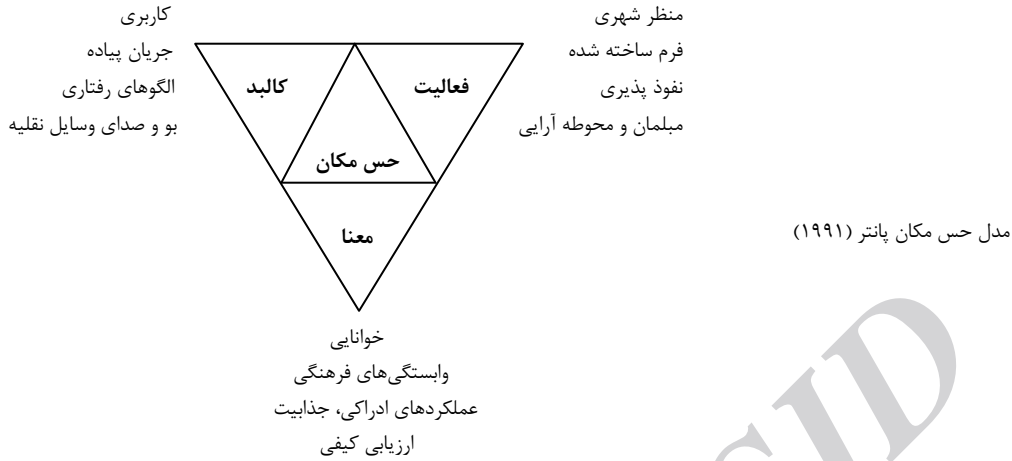 منظر شهری
فرم ساخته شده
نفوذ پذیری
مبلمان و محوطه آرایی
کاربری
جریان پیاده
الگوهای رفتاری
بو و صدای وسایل نقلیه
فعالیت
کالبد
حس مکان
معنا
مدل حس مکان پانتر (۱۹۹۱)
خوانایی
وابستگی‌های فرهنگی
عملکردهای ادراکی، جذابیت
ارزیابی کیفی
SID